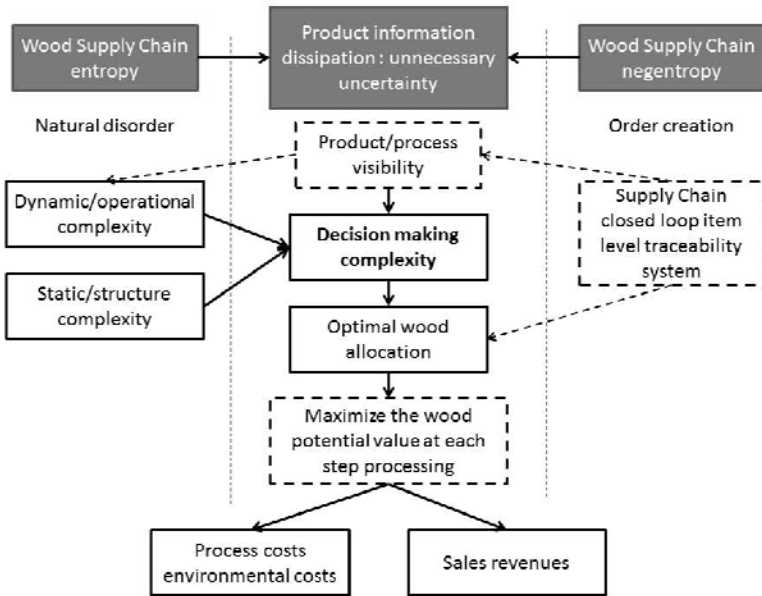 Wood Supply Chain
entropy
Product information
dissipation : unnecessary
uncertainty
Wood Supply Chain
negentropy
Natural disorder
Order creation
Product/process
visibility
Dynamic/operational
complexity
Supply Chain
closed loop item
level traceability
system
Decision making
complexity
Static/structure
complexity
Optimal wood
allocation
Maximize the wood
potential value at each
step processing
Process costs
environmental costs
Sales revenues